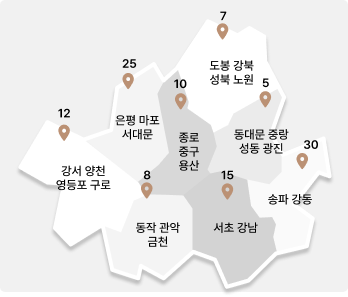 7
도봉 강북
성북 노원
25
은평 마포
서대문
10
종로
중구
용산
5
동대문 중랑
성동 광진
12
강서 양천
영등포 구로
30
송파 강동
8
동작 관악
금천
15
서초 강남